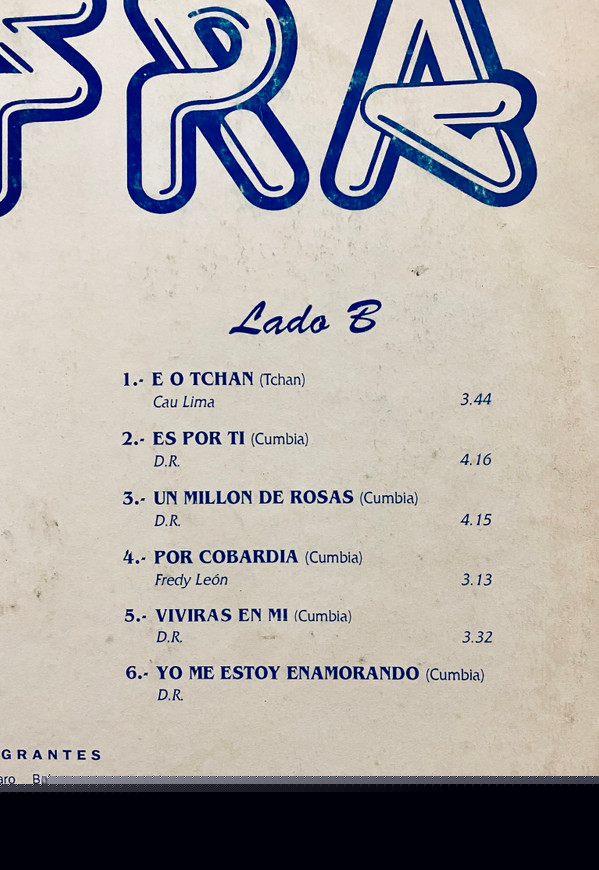 FRA
Lado B
1.- E O TCHAN (Tchan)
Cau Lima 3.44
2.- ES POR TI (Cumbia)
D.R. 4.16
3.- UN MILLON DE ROSAS (Cumbia)
D.R. 4.15
4.- POR COBARDIA (Cumbia)
Fredy León 3.13
5.- VIVIRAS EN MI (Cumbia)
D.R. 3.32
6.- YO ME ESTOY ENAMORANDO (Cumbia)
D.R.
GRANTES
aro